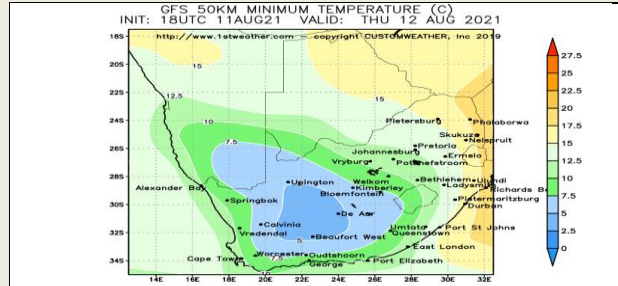 GFS 50KM MINIMUM TEMPERATURE (C)
INIT: 18UTC 11AUG21 VALID: THU 12 AUG 2021
http://www.1stweather.com -- copyright CUSTOMWEATHER, Inc 2019
18S
20S
22S
24S
26S
28S
30S
32S
34S
15
15
12.5
10
7.5
5
7.5
10
Pietersburg
Phalaborwa
Skukuza
Nelspruit
Pretoria
Johannesburg
Ermelo
Vryburg
Potchefstroom
Welkom
Bethlehem
Ulundi
Upington
Kimberley
Ladysmith
Richards B
Alexander Bay
Bloemfontein
Springbok
Pietermaritzburg
Durban
De Aar
Calvinia
Umtata
Port St Johns
Vredendal
Beaufort West
Queenstown
East London
Cape Town
Worcester
Oudtshoorn
George
Port Elizabeth
14E 16E 18E 20E 22E 24E 26E 28E 30E 32E
27.5
25
22.5
20
17.5
15
12.5
10
7.5
5
2.5
0